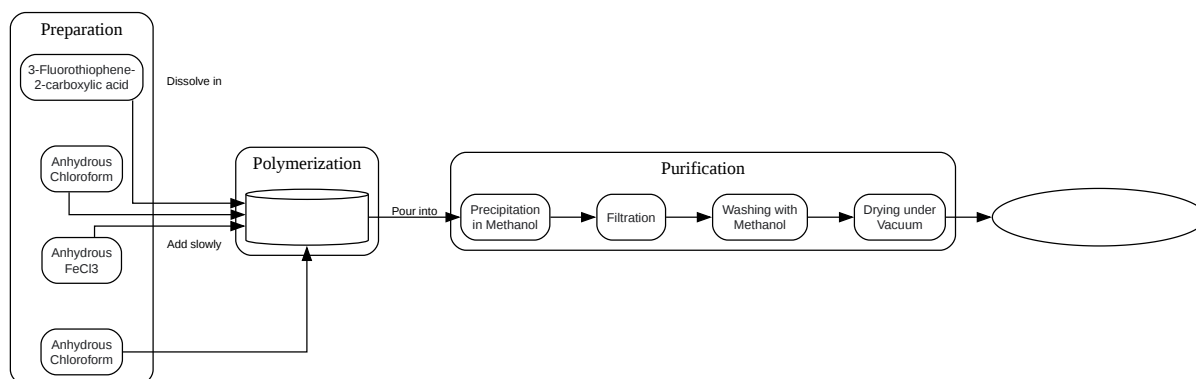 Preparation
3-Fluorothiophene-
2-carboxylic acid
Dissolve in
Anhydrous
Chloroform
Add slowly
Anhydrous
FeCl3
Anhydrous
Chloroform
Polymerization
Pour into
Purification
Precipitation
in Methanol
Filtration
Washing with
Methanol
Drying under
Vacuum